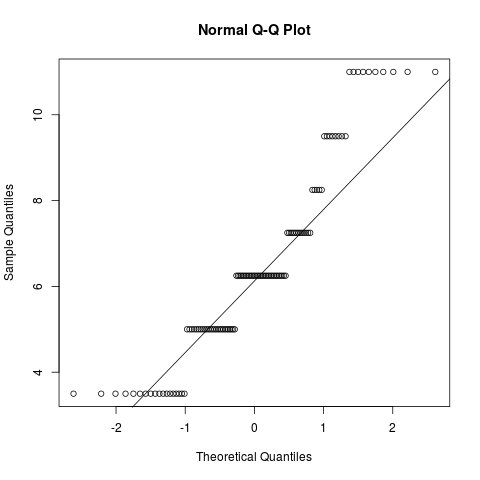 Normal Q-Q Plot
10
8
6
4
Sample Quantiles
-2 -1 0 1 2
Theoretical Quantiles